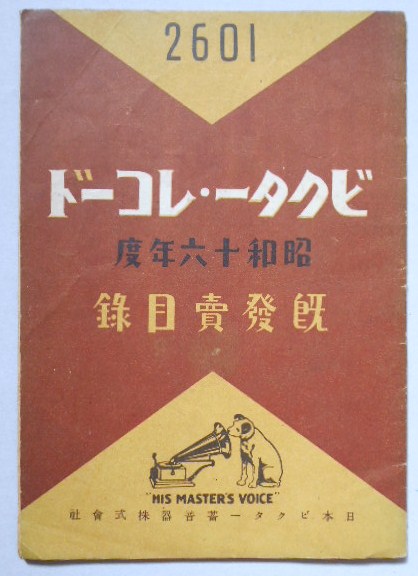 2601
ビクター・レコード
昭和十六年度
既發賣目錄
"HIS MASTER'S VOICE"
日本ビクター蓄音器株式會社